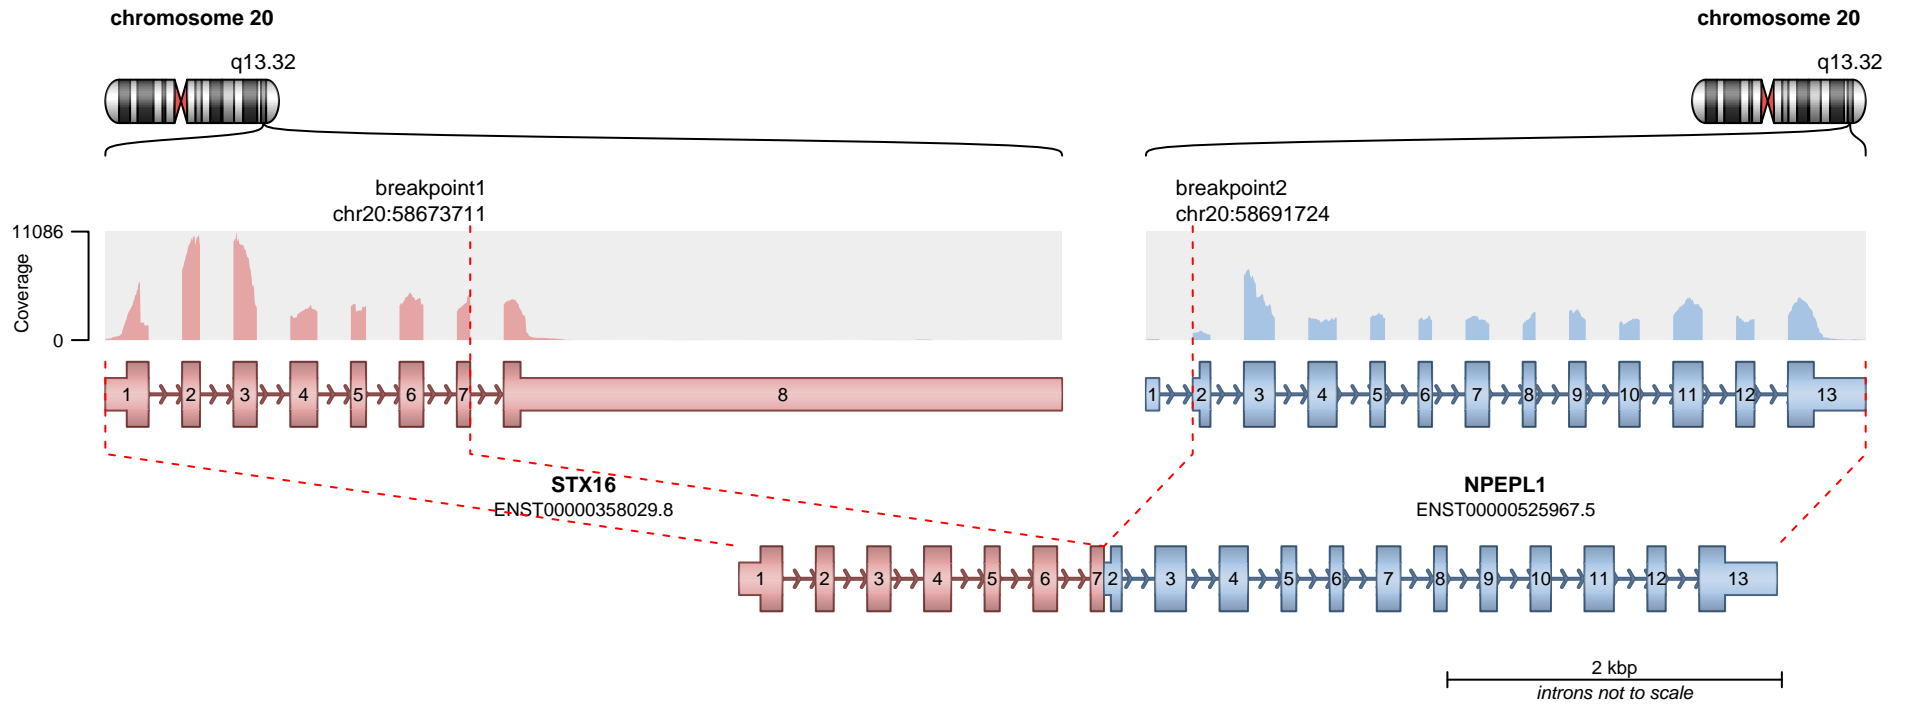 chromosome 20
chromosome 20
q13.32
q13.32
breakpoint1
chr20:58673711
breakpoint2
chr20:58691724
11086
Coverage
0
1 2 3 4 5 6 7 8
1 2 3 4 5 6 7 8 9 10 11 12 13
STX16
ENST00000358029.8
NPEPL1
ENST00000525967.5
1 2 3 4 5 6 7 2 3 4 5 6 7 8 9 10 11 12 13
2 kbp
introns not to scale